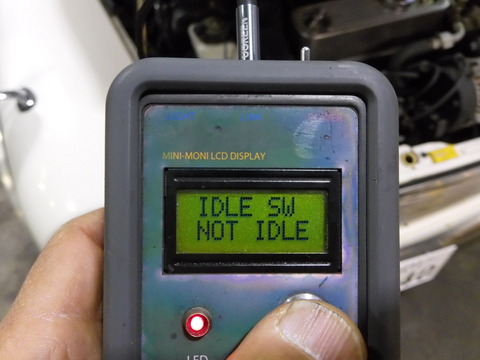 MINI-MONI LCD DISPLAY
IDLE SW
NOT IDLE
LED